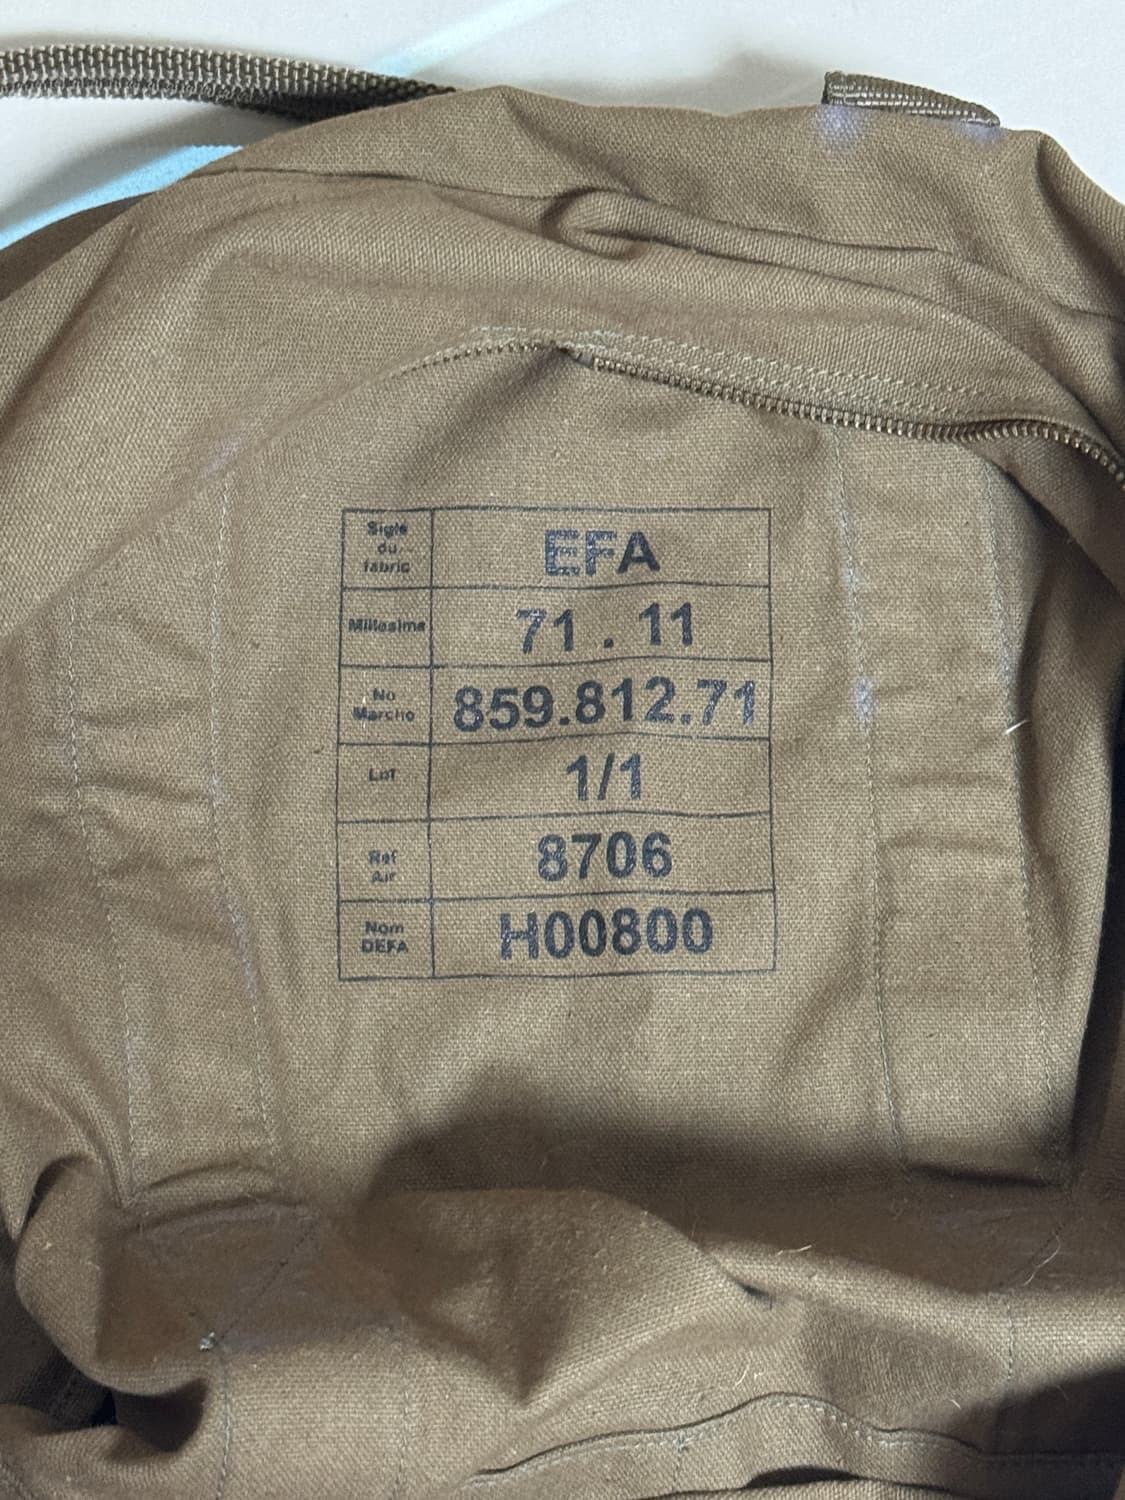 Sigle
du
fabric
EFA
Millesime
71 . 11
No
Marche
859.812.71
Lot
1/1
Ref
Air
8706
Nom
DEFA
H00800